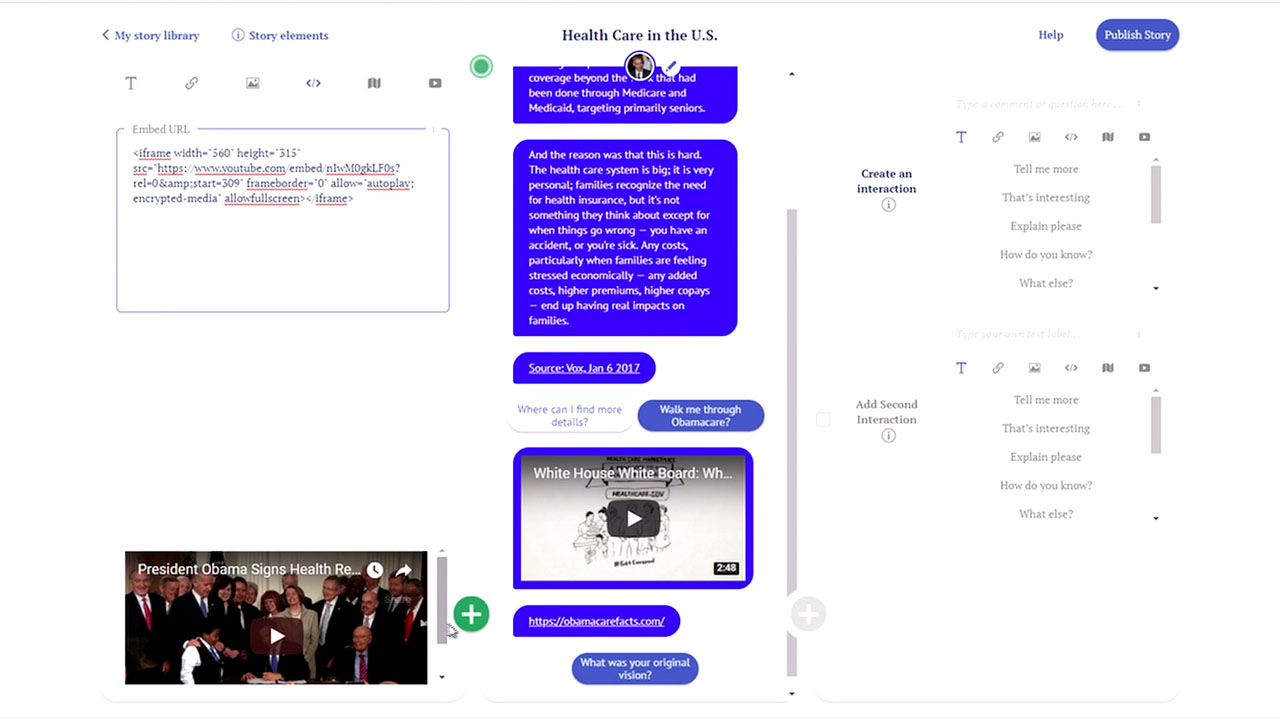 My story library
Story elements
Health Care in the U.S.
Help
Publish Story
Embed URL
<iframe width="560" height="315"
src="https://www.youtube.com/embed/nIwM0gkLF0s?
rel=0&amp;start=309" frameborder="0" allow="autoplay;
encrypted-media" allowfullscreen></iframe>
President Obama Signs Health Re...
Share
coverage beyond the that had
been done through Medicare and
Medicaid, targeting primarily seniors.
And the reason was that this is hard.
The health care system is big; it is very
personal; families recognize the need
for health insurance, but it's not
something they think about except for
when things go wrong — you have an
accident, or you're sick. Any costs,
particularly when families are feeling
stressed economically — any added
costs, higher premiums, higher copays
— end up having real impacts on
families.
Source: Vox, Jan 6 2017
Where can I find more
details?
Walk me through
Obamacare?
White House White Board: Wh...
HEALTH CARE MARKETPLACE
HEALTHCARE.GOV
#Get Covered
2:48
https://obamacarefacts.com/
What was your original
vision?
Type a comment or question here ...
T
Create an
interaction
Tell me more
That's interesting
Explain please
How do you know?
What else?
Type your own text label...
T
Add Second
Interaction
Tell me more
That's interesting
Explain please
How do you know?
What else?